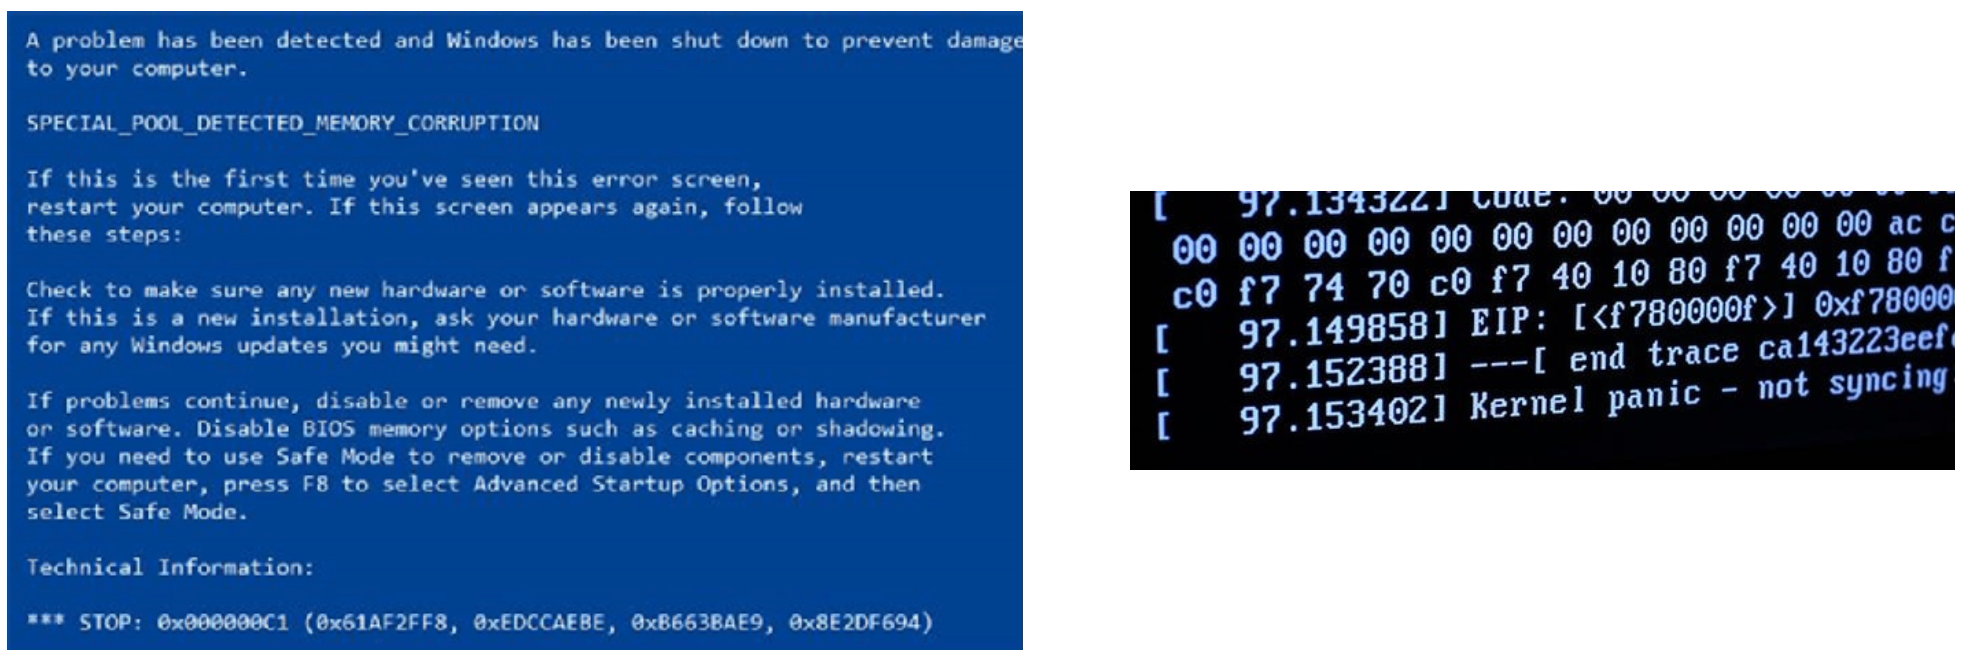 A problem has been detected and Windows has been shut down to prevent damage
to your computer.
SPECIAL_POOL_DETECTED_MEMORY_CORRUPTION
If this is the first time you've seen this error screen,
restart your computer. If this screen appears again, follow
these steps:
Check to make sure any new hardware or software is properly installed.
If this is a new installation, ask your hardware or software manufacturer
for any Windows updates you might need.
If problems continue, disable or remove any newly installed hardware
or software. Disable BIOS memory options such as caching or shadowing.
If you need to use Safe Mode to remove or disable components, restart
your computer, press F8 to select Advanced Startup Options, and then
select Safe Mode.
Technical Information:
*** STOP: 0x000000C1 (0x61AF2FF8, 0xEDCCAEBE, 0xB663BAE9, 0x8E2DF694)
[ 97.134322] Code: 00 00 00 00 00 00
00 00 00 00 00 00 00 00 00 00 00 00 ac
c0 f7 74 70 c0 f7 40 10 80 f7 40 10 80
[ 97.149858] EIP: [<f780000f>] 0xf78000
[ 97.152388] ---[ end trace ca143223eef
[ 97.153402] Kernel panic - not syncing